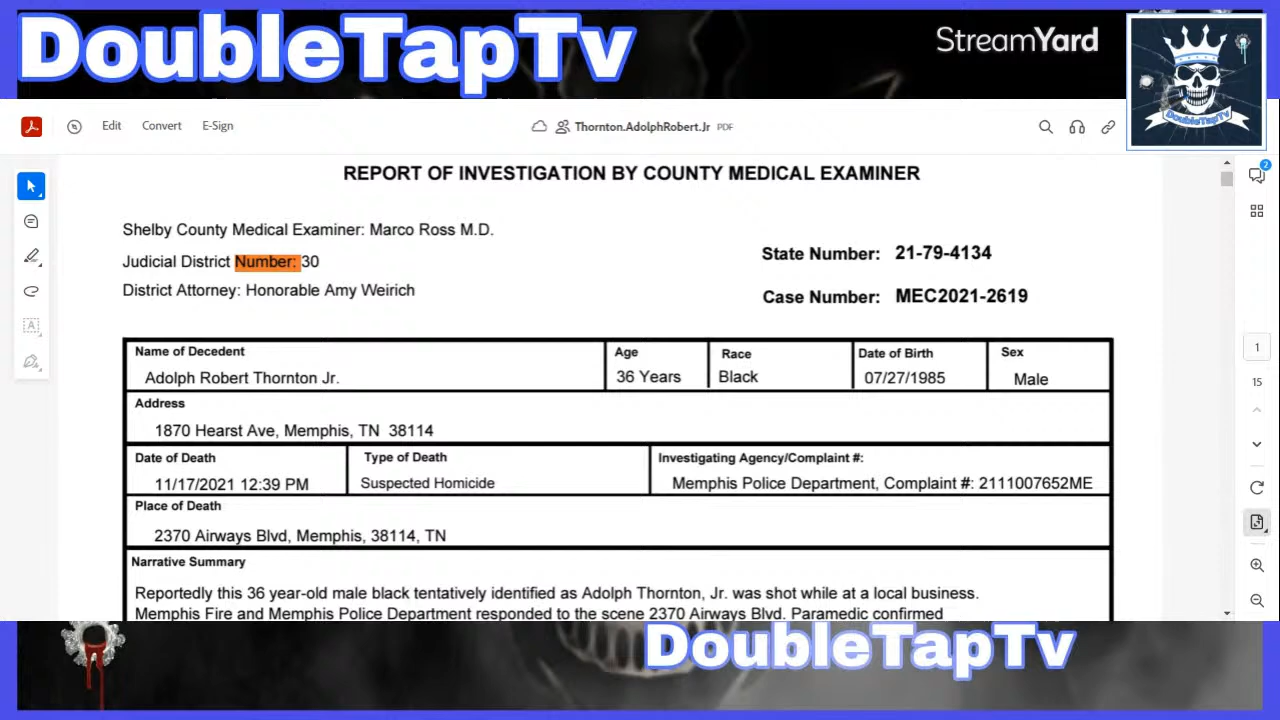 DoubleTapTv
StreamYard
DoubleTapTv
Edit Convert E-Sign
Thornton.AdolphRobert.Jr PDF
2
REPORT OF INVESTIGATION BY COUNTY MEDICAL EXAMINER
Shelby County Medical Examiner: Marco Ross M.D.
Judicial District Number: 30
District Attorney: Honorable Amy Weirich
State Number: 21-79-4134
Case Number: MEC2021-2619
Name of Decedent
Adolph Robert Thornton Jr.
Age
36 Years
Race
Black
Date of Birth
07/27/1985
Sex
Male
Address
1870 Hearst Ave, Memphis, TN 38114
Date of Death
11/17/2021 12:39 PM
Type of Death
Suspected Homicide
Investigating Agency/Complaint #:
Memphis Police Department, Complaint #: 2111007652ME
Place of Death
2370 Airways Blvd, Memphis, 38114, TN
Narrative Summary
Reportedly this 36 year-old male black tentatively identified as Adolph Thornton, Jr. was shot while at a local business.
Memphis Fire and Memphis Police Department responded to the scene 2370 Airways Blvd. Paramedic confirmed
1
15
DoubleTapTv